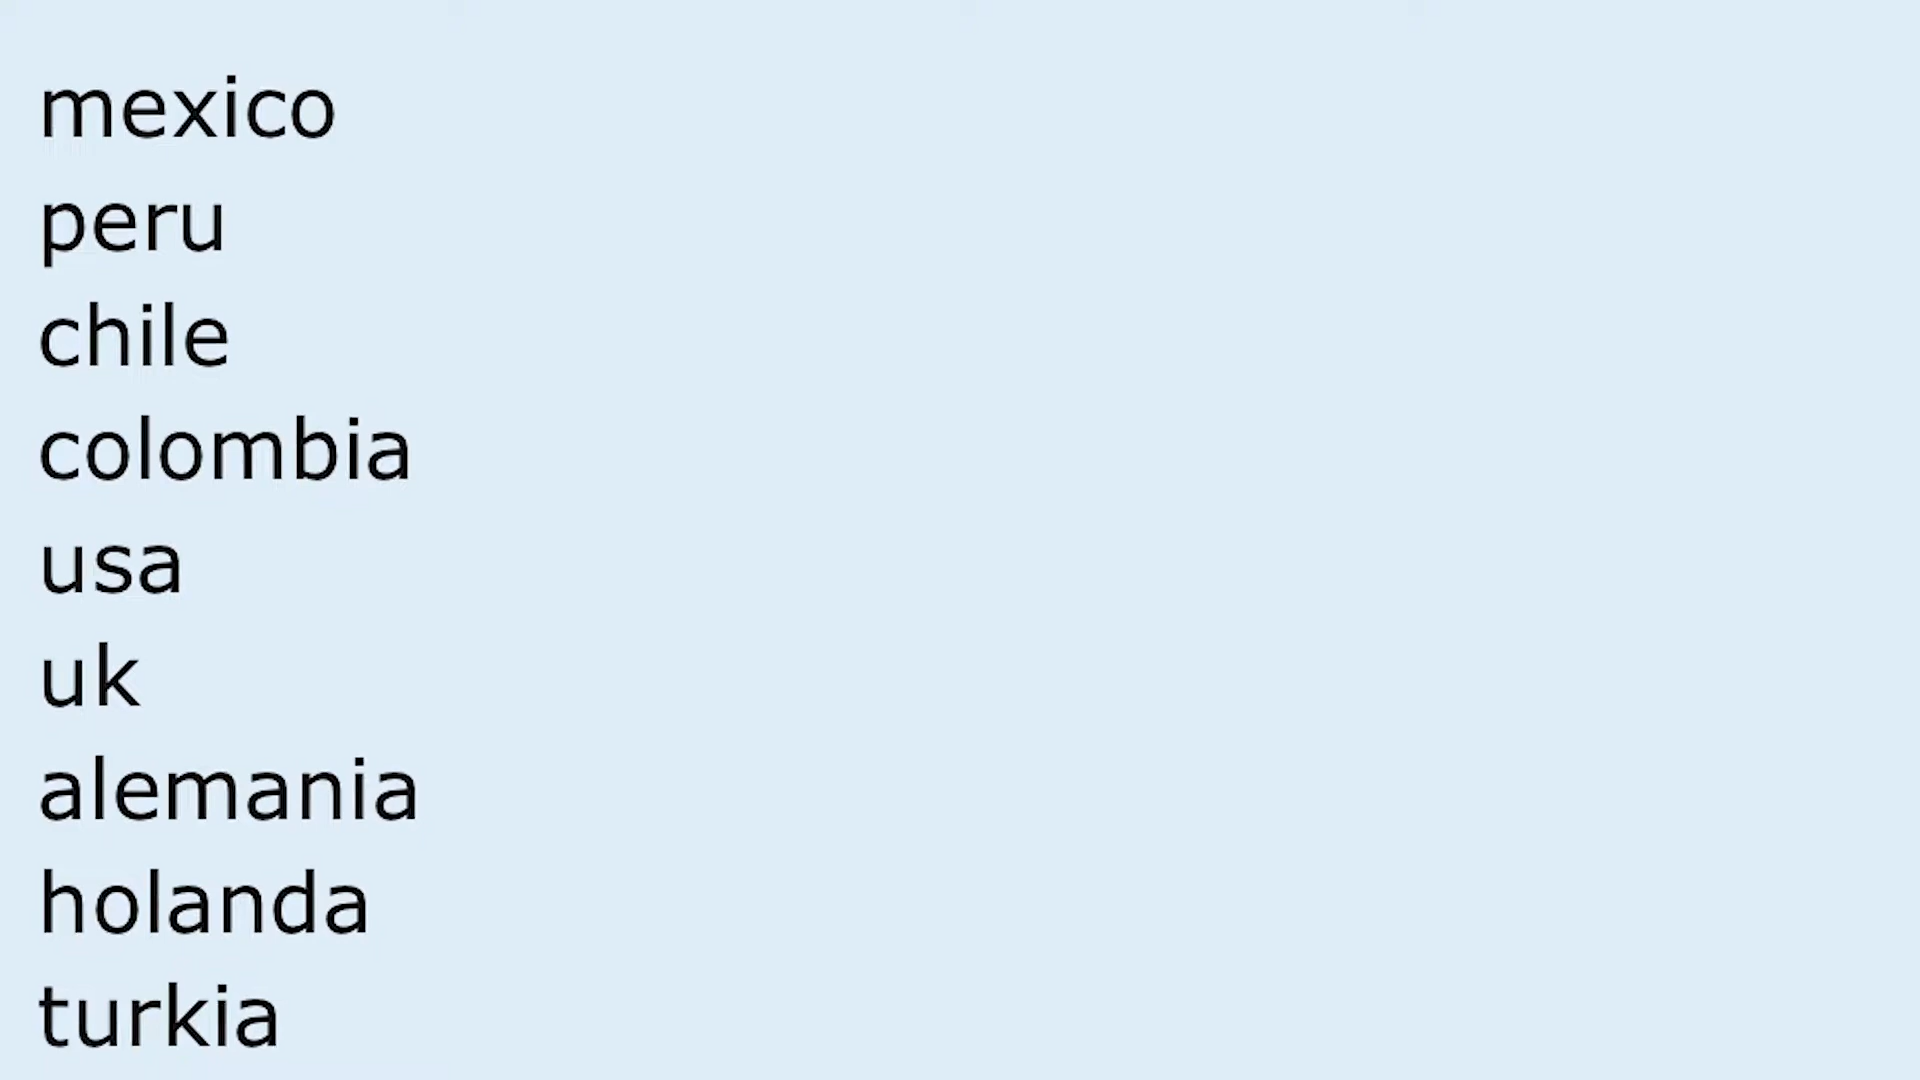 mexico
peru
chile
colombia
usa
uk
alemania
holanda
turkia